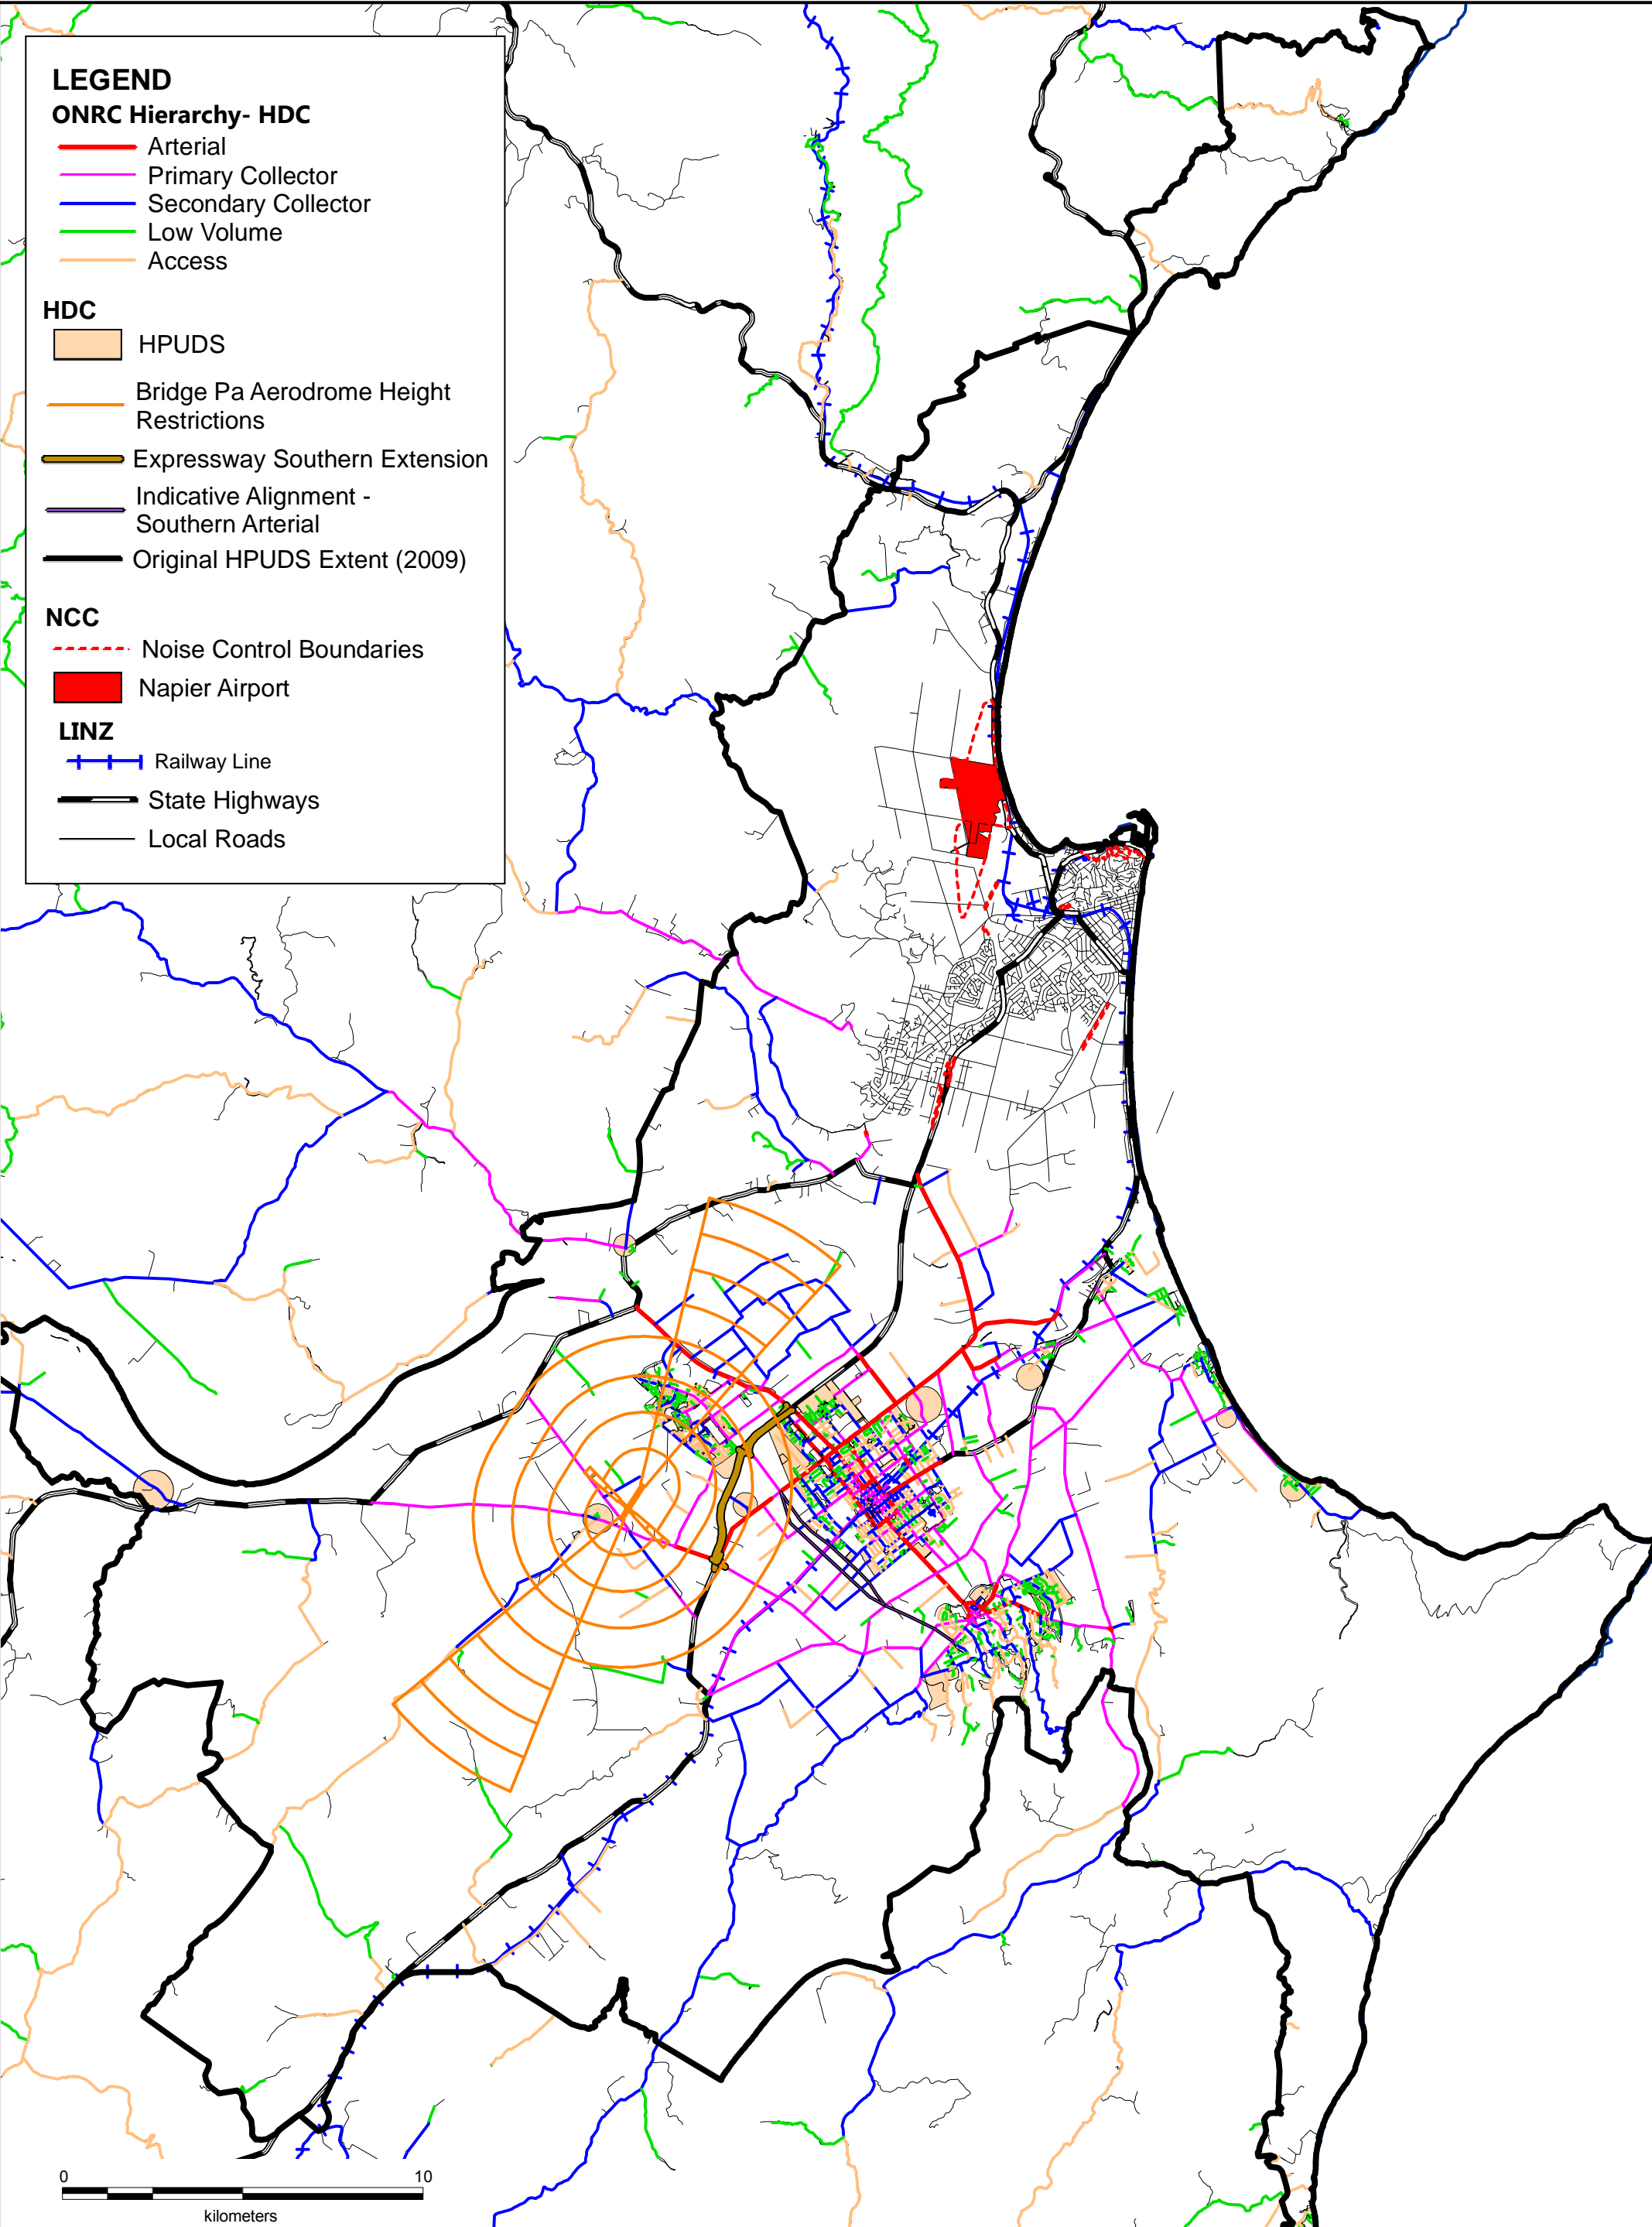 LEGEND
ONRC Hierarchy- HDC
Arterial
Primary Collector
Secondary Collector
Low Volume
Access
HDC
HPUDS
Bridge Pa Aerodrome Height
Restrictions
Expressway Southern Extension
Indicative Alignment -
Southern Arterial
Original HPUDS Extent (2009)
NCC
Noise Control Boundaries
Napier Airport
LINZ
Railway Line
State Highways
Local Roads
0 10
kilometers